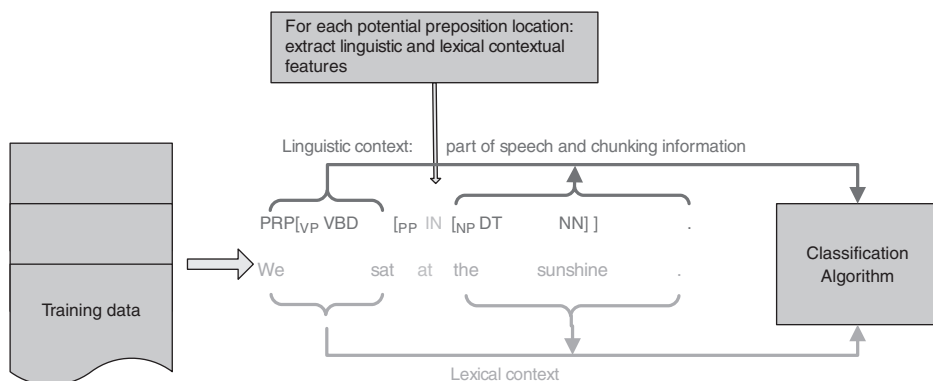 For each potential preposition location:
extract linguistic and lexical contextual
features
Linguistic context: part of speech and chunking information
PRP[VP VBD [PP IN [NP DT NN] ] .
We sat at the sunshine .
Training data
Classification
Algorithm
Lexical context